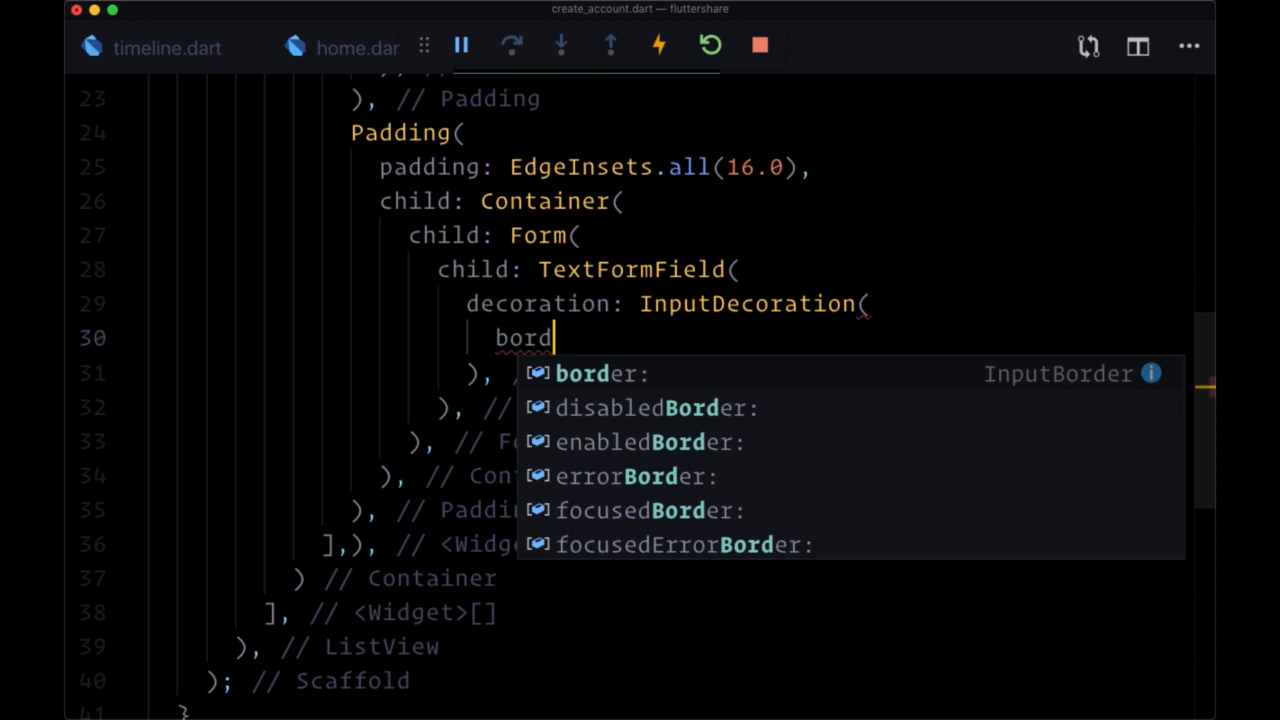 create_account.dart — fluttershare
timeline.dart home.dar
23 ), // Padding
24 Padding(
25 padding: EdgeInsets.all(16.0),
26 child: Container(
27 child: Form(
28 child: TextFormField(
29 decoration: InputDecoration(
30 bord
31 ), /
border: InputBorder
32 ), //
disabledBorder:
33 ), // Fo
enabledBorder:
34 ), // Con
errorBorder:
35 ), // Paddi
focusedBorder:
36 ],), // <Widg
focusedErrorBorder:
37 ) // Container
38 ], // <Widget>[]
39 ), // ListView
40 ); // Scaffold
41 }